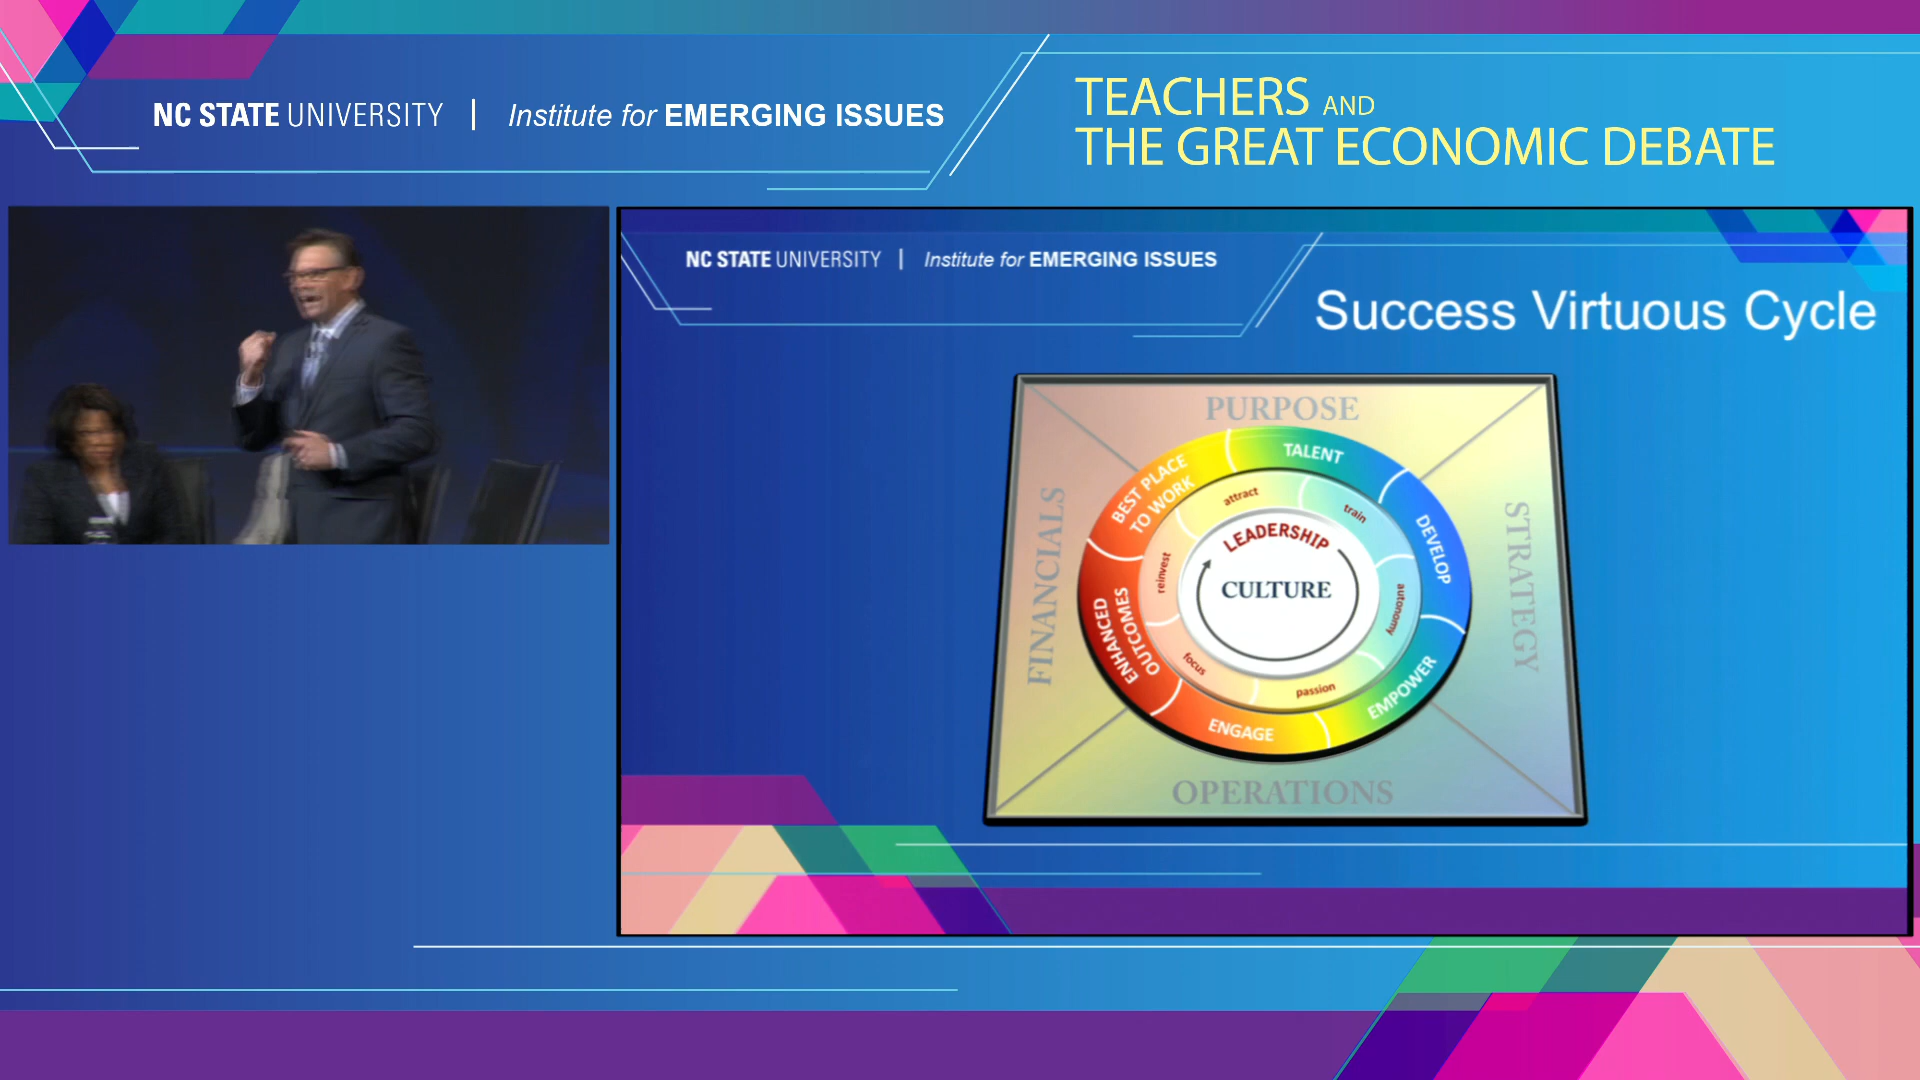 NC STATE UNIVERSITY | Institute for EMERGING ISSUES
TEACHERS AND
THE GREAT ECONOMIC DEBATE
NC STATE UNIVERSITY | Institute for EMERGING ISSUES
Success Virtuous Cycle
PURPOSE
STRATEGY
OPERATIONS
FINANCIALS
TALENT
DEVELOP
EMPOWER
ENGAGE
ENHANCED
OUTCOMES
BEST PLACE
TO WORK
attract
train
autonomy
passion
focus
reinvest
LEADERSHIP
CULTURE